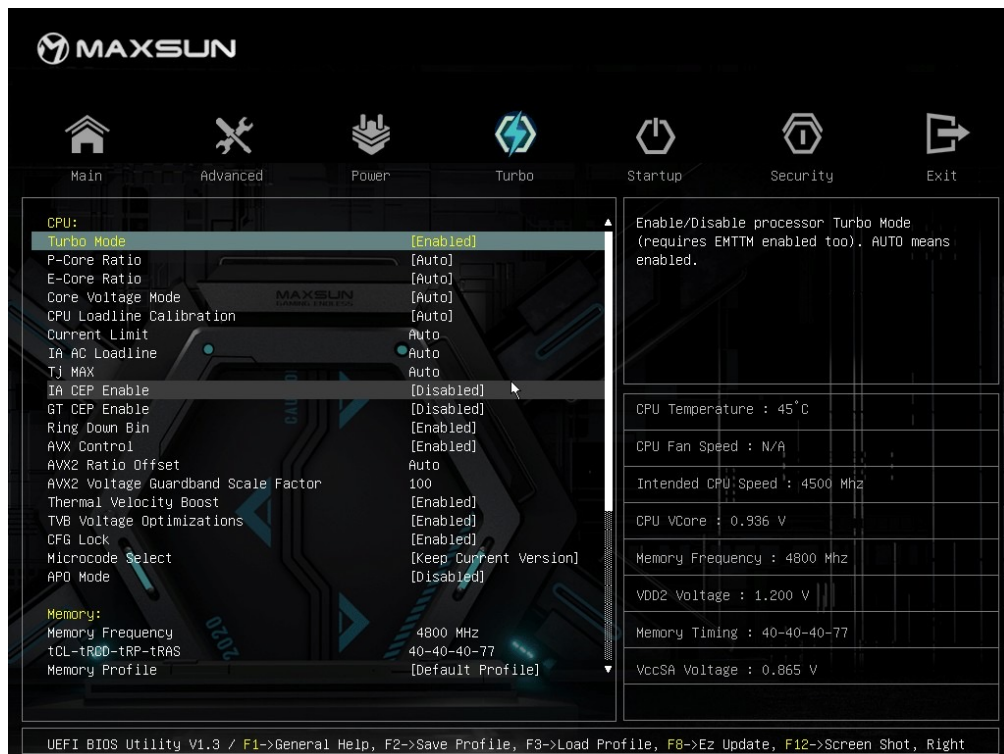 MAXSUN
Main Advanced Power Turbo Startup Security Exit
CPU:
Turbo Mode [Enabled]
P-Core Ratio [Auto]
E-Core Ratio [Auto]
Core Voltage Mode [Auto]
CPU Loadline Calibration [Auto]
Current Limit Auto
IA AC Loadline Auto
Tj MAX Auto
IA CEP Enable [Disabled]
GT CEP Enable [Disabled]
Ring Down Bin [Enabled]
AVX Control [Enabled]
AVX2 Ratio Offset Auto
AVX2 Voltage Guardband Scale Factor 100
Thermal Velocity Boost [Enabled]
TVB Voltage Optimizations [Enabled]
CFG Lock [Enabled]
Microcode Select [Keep Current Version]
APO Mode [Disabled]
Memory:
Memory Frequency 4800 MHz
tCL-tRCD-tRP-tRAS 40-40-40-77
Memory Profile [Default Profile]
MAXSUN
GAMING ENDLESS
2020
Enable/Disable processor Turbo Mode
(requires EMTTM enabled too). AUTO means
enabled.
CPU Temperature : 45°C
CPU Fan Speed : N/A
Intended CPU Speed : 4500 Mhz
CPU VCore : 0.936 V
Memory Frequency : 4800 Mhz
VDD2 Voltage : 1.200 V
Memory Timing : 40-40-40-77
VccSA Voltage : 0.865 V
UEFI BIOS Utility V1.3 / F1->General Help, F2->Save Profile, F3->Load Profile, F8->Ez Update, F12->Screen Shot, Right